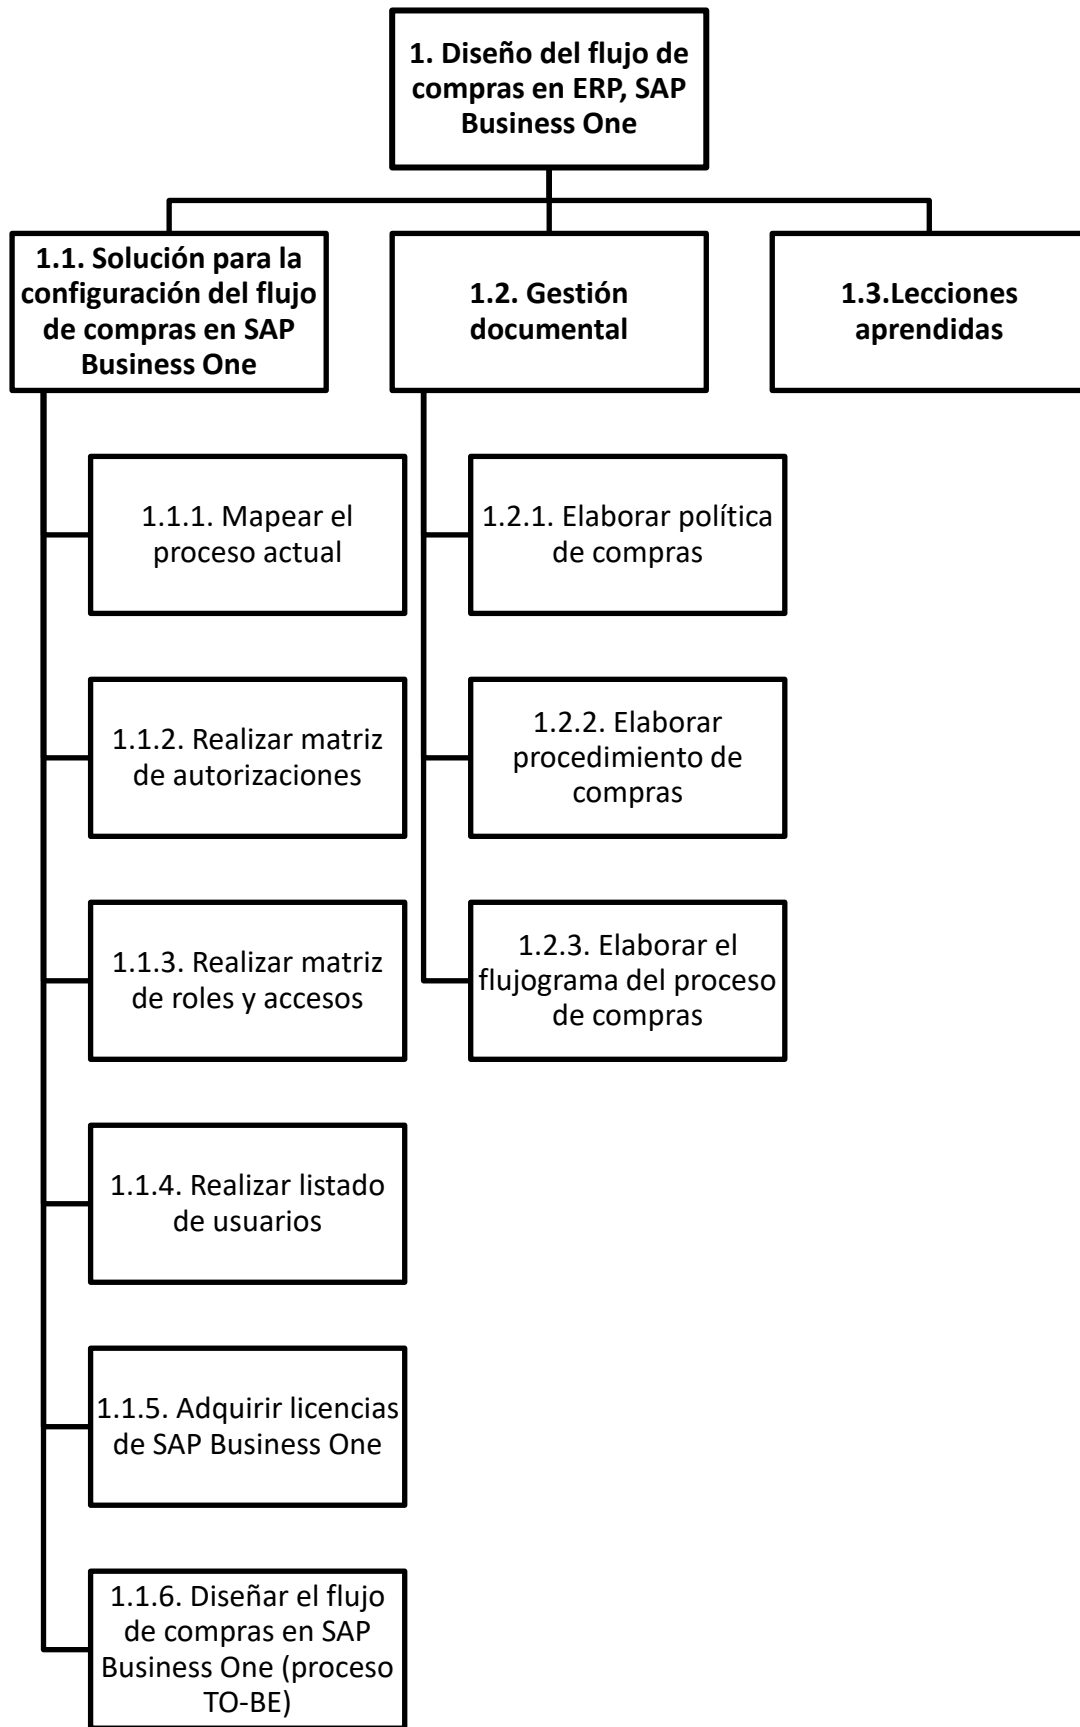 1. Diseño del flujo de
compras en ERP, SAP
Business One
1.1. Solución para la
configuración del flujo
de compras en SAP
Business One
1.2. Gestión
documental
1.3.Lecciones
aprendidas
1.1.1. Mapear el
proceso actual
1.1.2. Realizar matriz
de autorizaciones
1.1.3. Realizar matriz
de roles y accesos
1.1.4. Realizar listado
de usuarios
1.1.5. Adquirir licencias
de SAP Business One
1.1.6. Diseñar el flujo
de compras en SAP
Business One (proceso
TO-BE)
1.2.1. Elaborar política
de compras
1.2.2. Elaborar
procedimiento de
compras
1.2.3. Elaborar el
flujograma del proceso
de compras